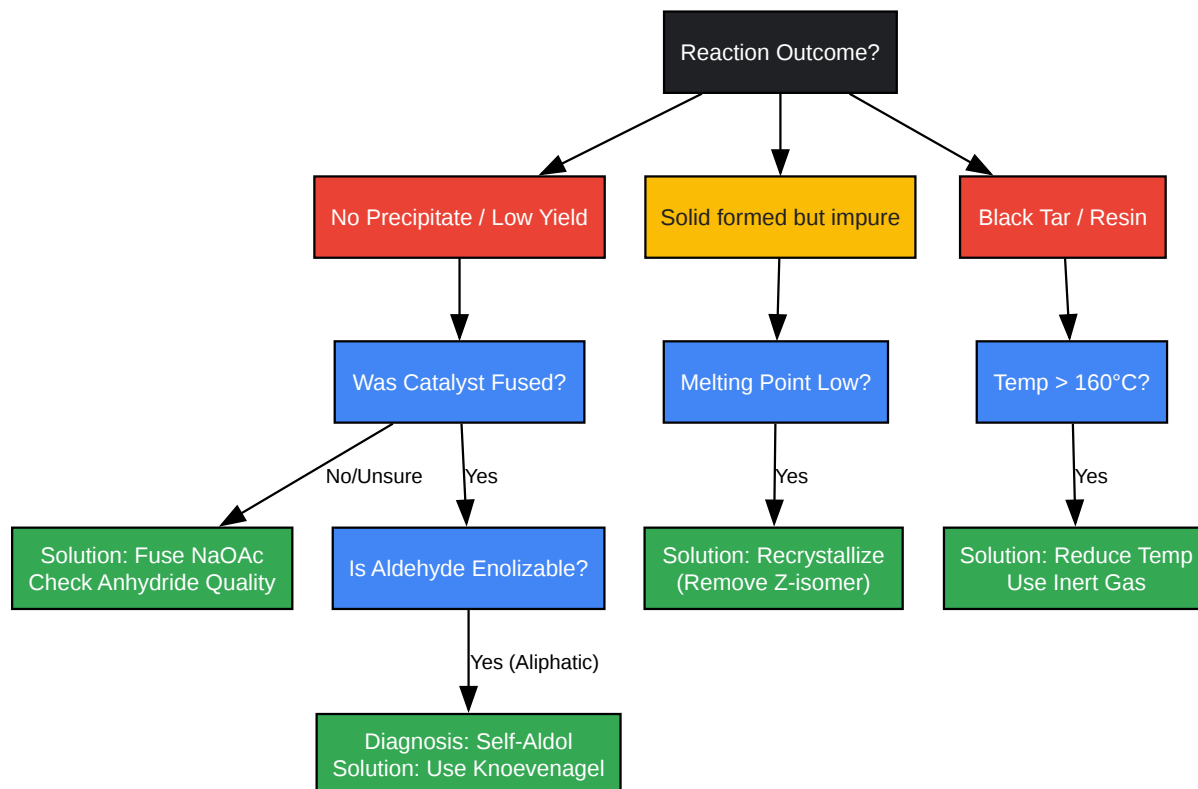 Reaction Outcome?
No Precipitate / Low Yield
Solid formed but impure
Black Tar / Resin
Was Catalyst Fused?
Melting Point Low?
Temp > 160°C?
No/Unsure
Yes
Yes
Yes
Solution: Fuse NaOAc
Check Anhydride Quality
Is Aldehyde Enolizable?
Solution: Recrystallize
(Remove Z-isomer)
Solution: Reduce Temp
Use Inert Gas
Yes (Aliphatic)
Diagnosis: Self-Aldol
Solution: Use Knoevenagel